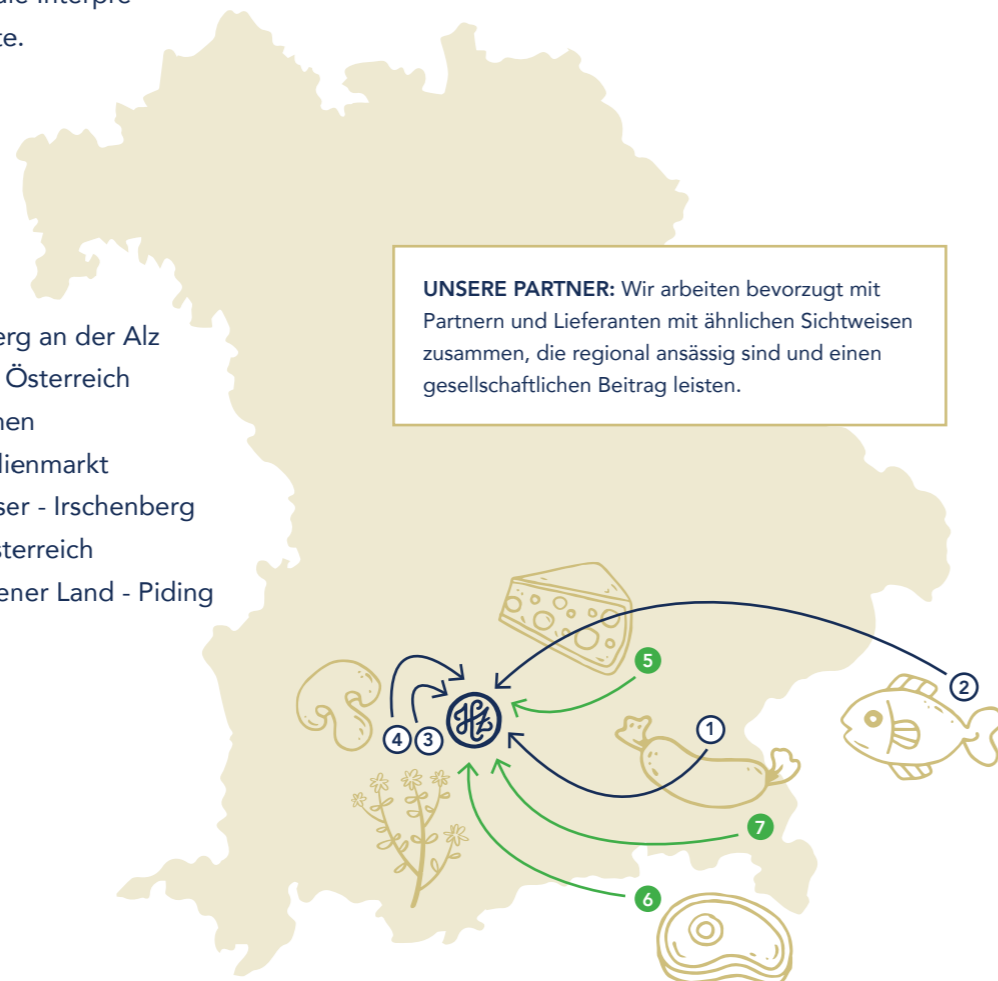 te.
UNSERE PARTNER: Wir arbeiten bevorzugt mit
Partnern und Lieferanten mit ähnlichen Sichtweisen
zusammen, die regional ansässig sind und einen
gesellschaftlichen Beitrag leisten.
erg an der Alz
Österreich
nen
lienmarkt
ser - Irschenberg
sterreich
ener Land - Piding
5
2
1
4 3
Hz
7
6